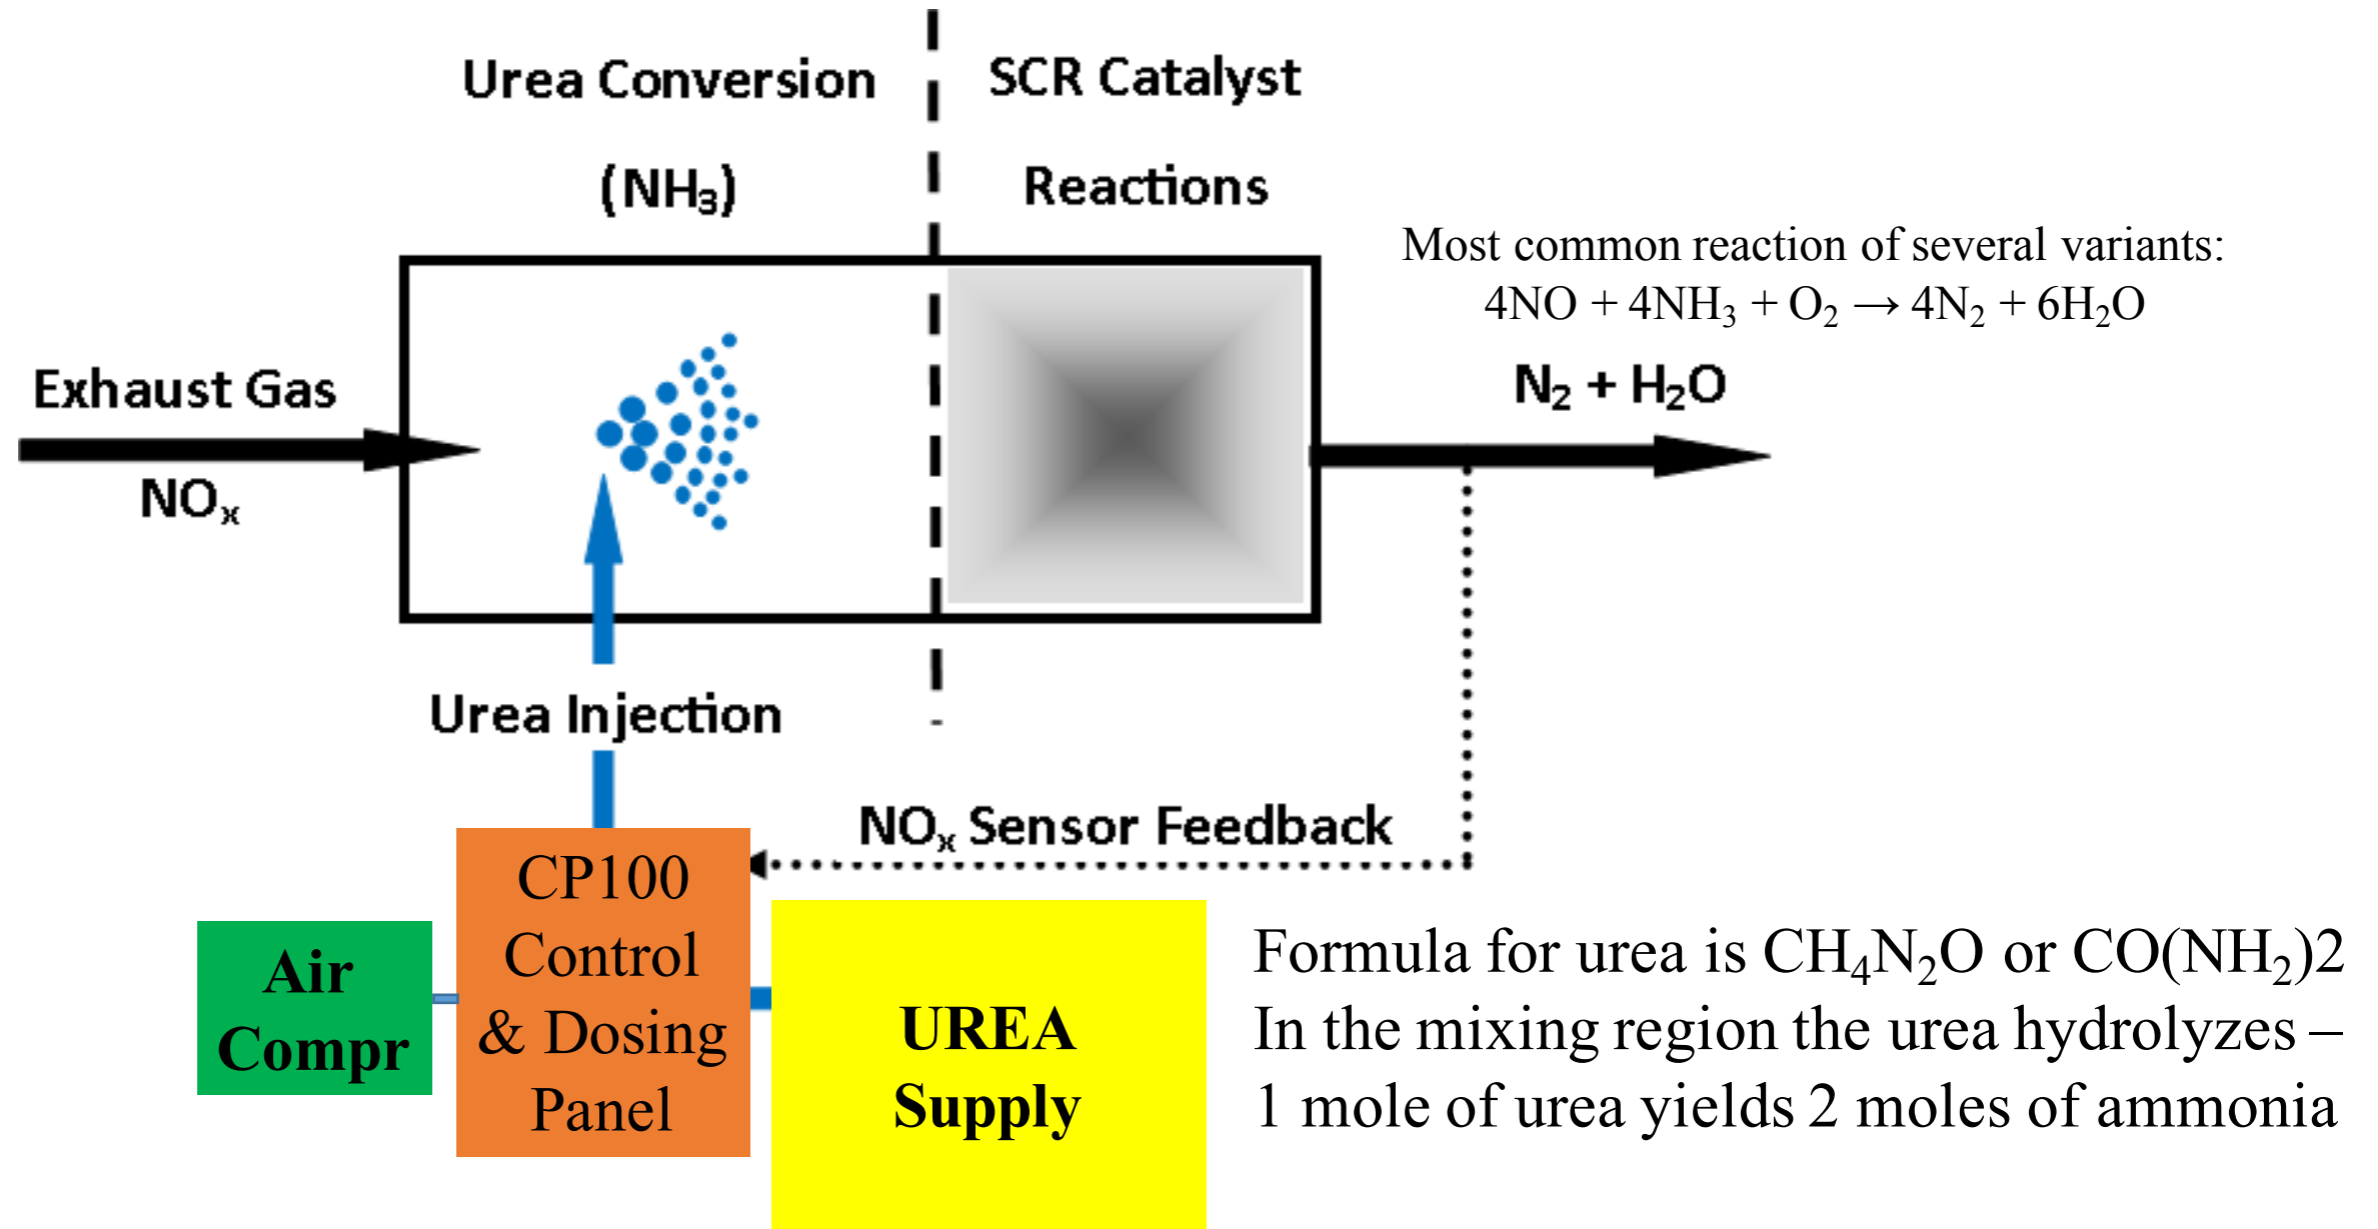 Urea Conversion
(NH₃)
SCR Catalyst
Reactions
Most common reaction of several variants:
4NO + 4NH₃ + O₂ → 4N₂ + 6H₂O
N₂ + H₂O
Exhaust Gas
NOₓ
Urea Injection
NOₓ Sensor Feedback
CP100
Control
& Dosing
Panel
Air
Compr
UREA
Supply
Formula for urea is CH₄N₂O or CO(NH₂)2
In the mixing region the urea hydrolyzes –
1 mole of urea yields 2 moles of ammonia